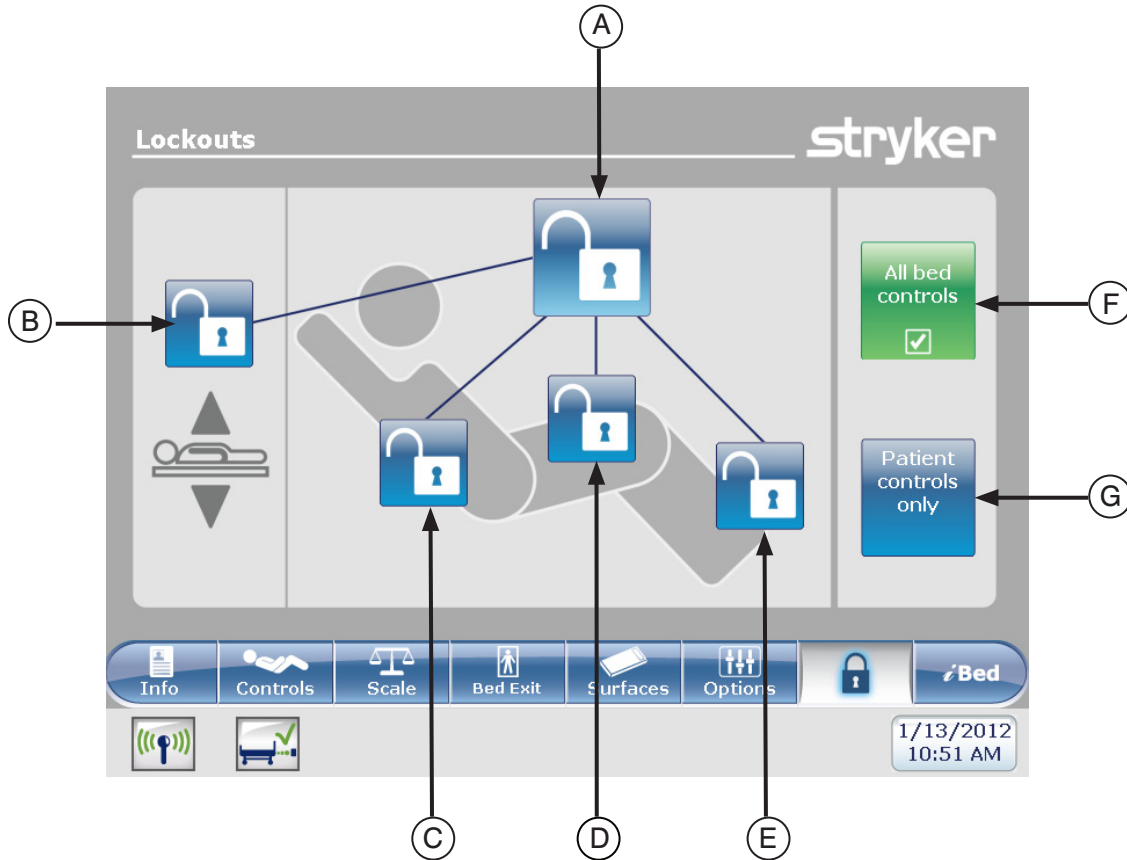 A
Lockouts
stryker
B
All bed
controls
F
Patient
controls
only
G
Info
Controls
Scale
Bed Exit
Surfaces
Options
iBed
1/13/2012
10:51 AM
C
D
E